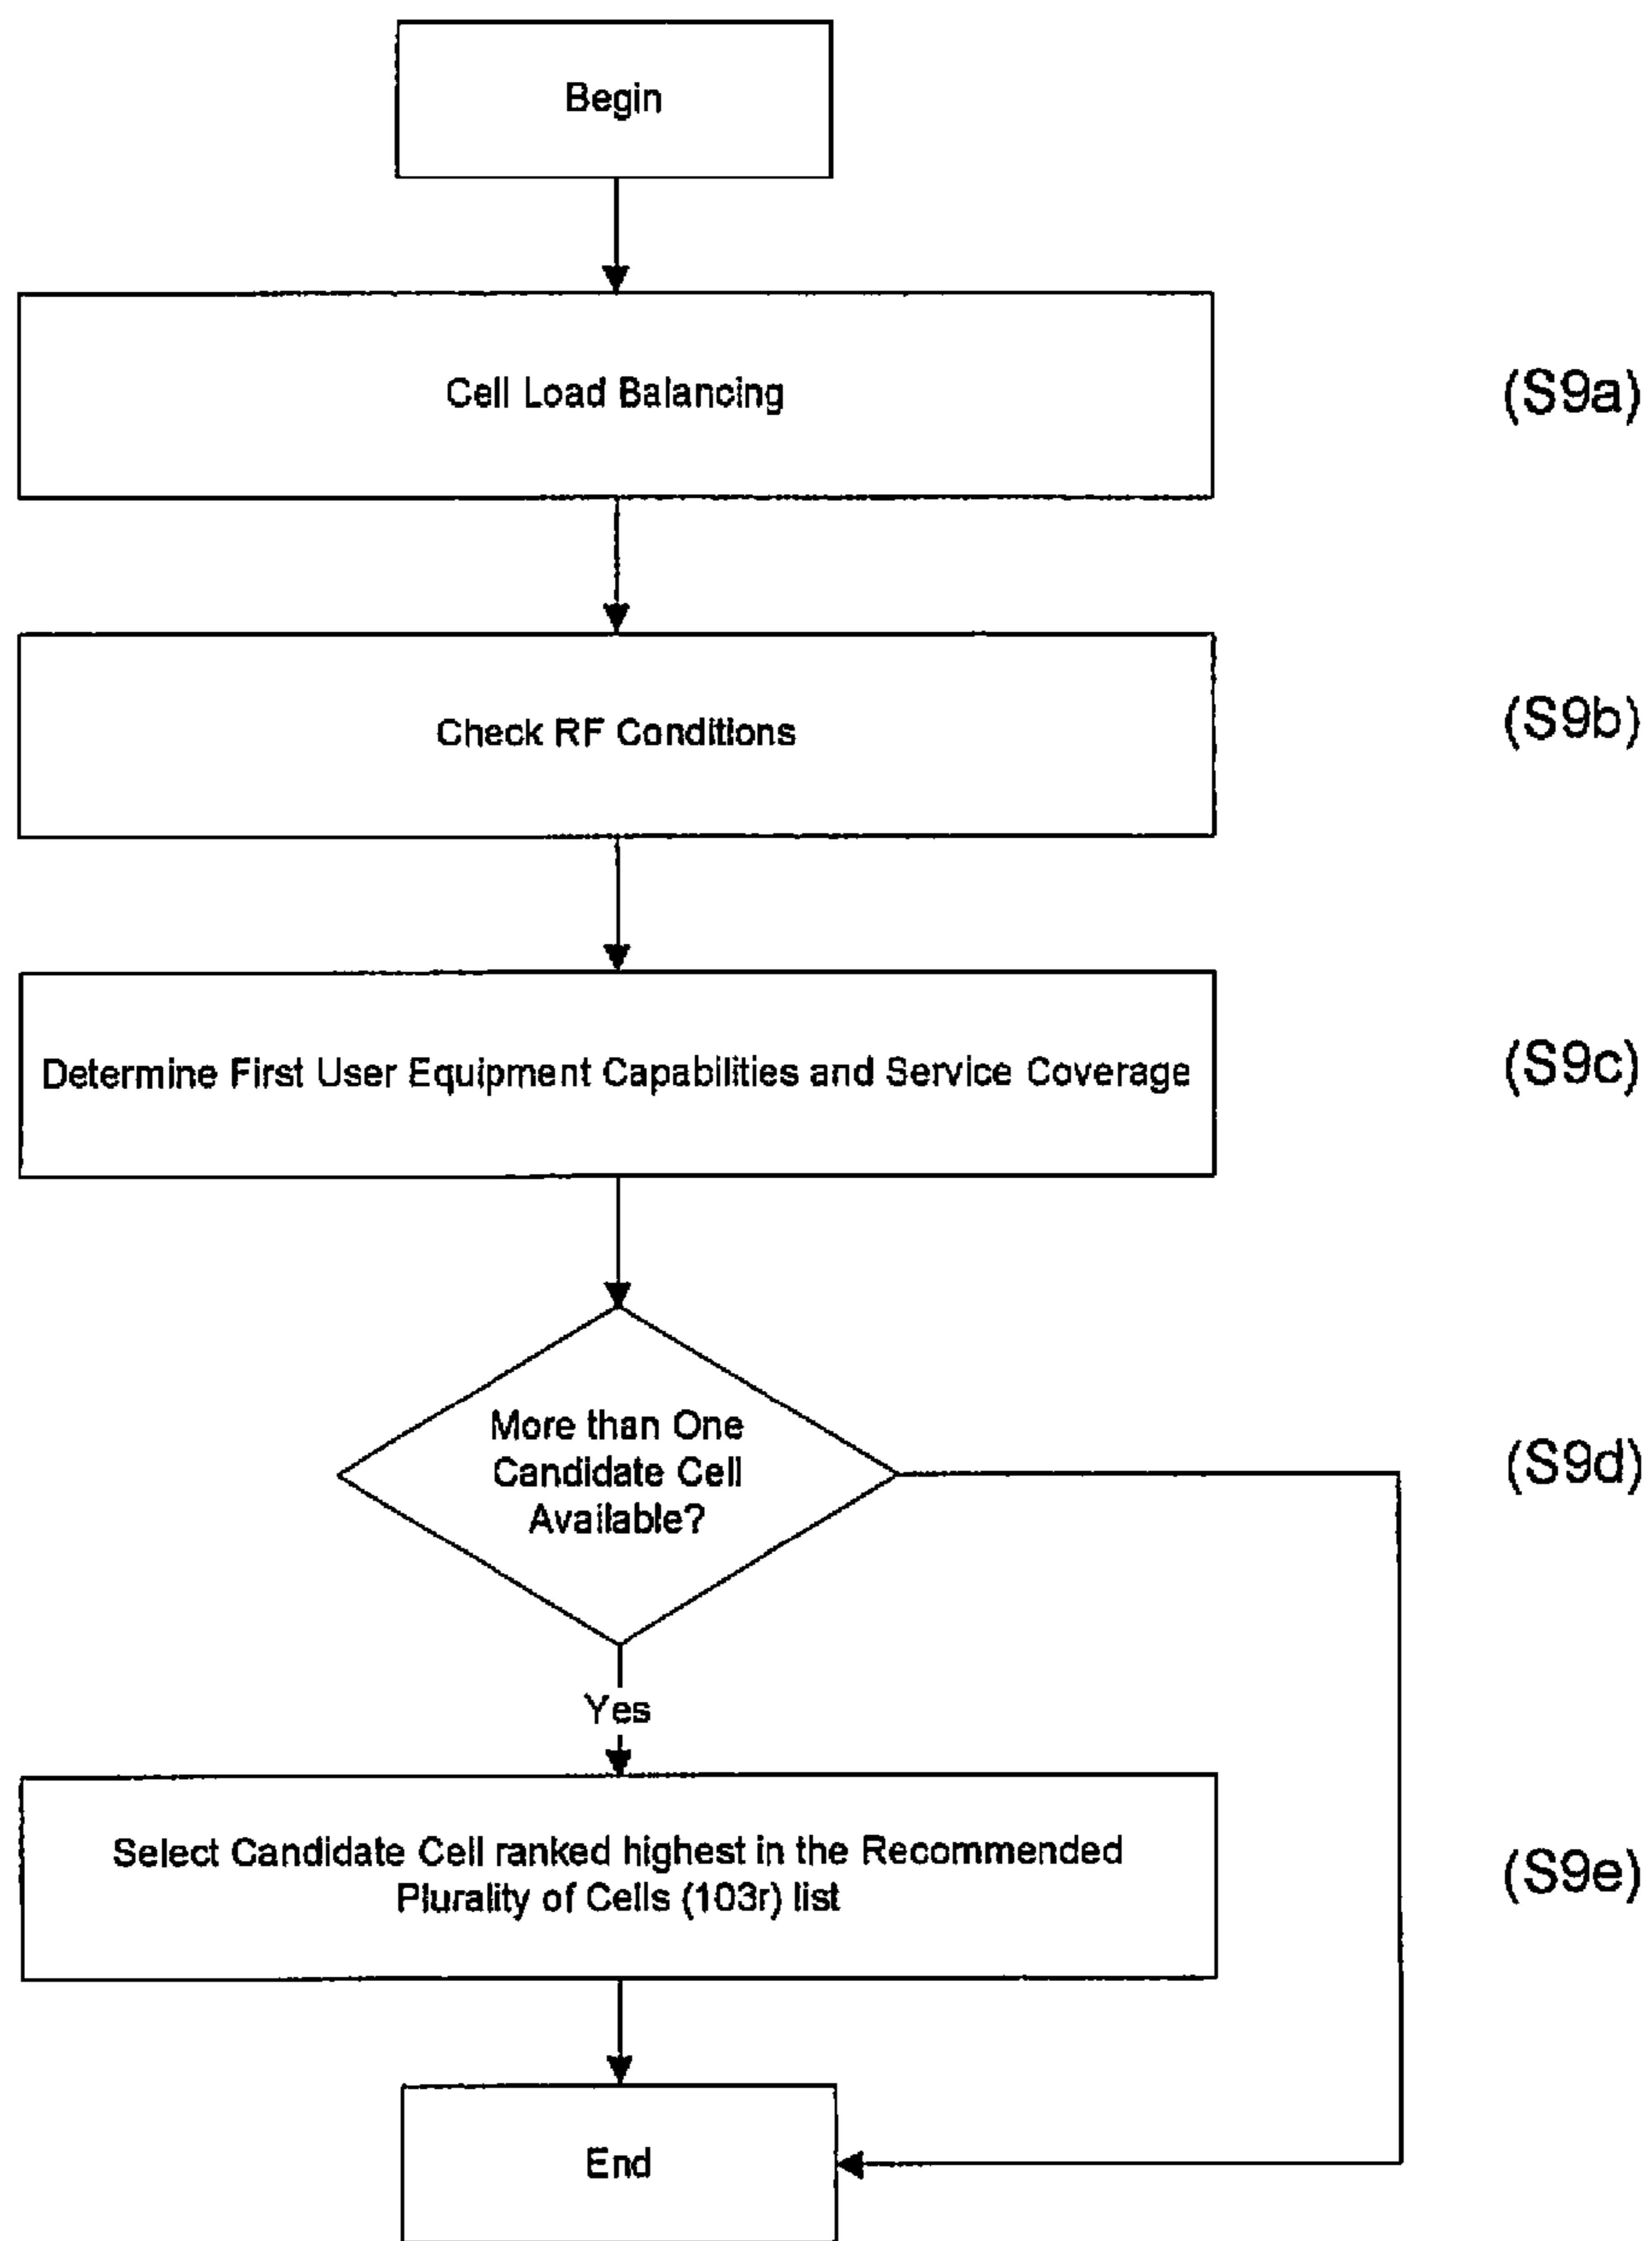 Begin
Cell Load Balancing
(S9a)
Check RF Conditions
(S9b)
Determine First User Equipment Capabilities and Service Coverage
(S9c)
More than One
Candidate Cell
Available?
(S9d)
Yes
Select Candidate Cell ranked highest in the Recommended
Plurality of Cells (103r) list
(S9e)
End